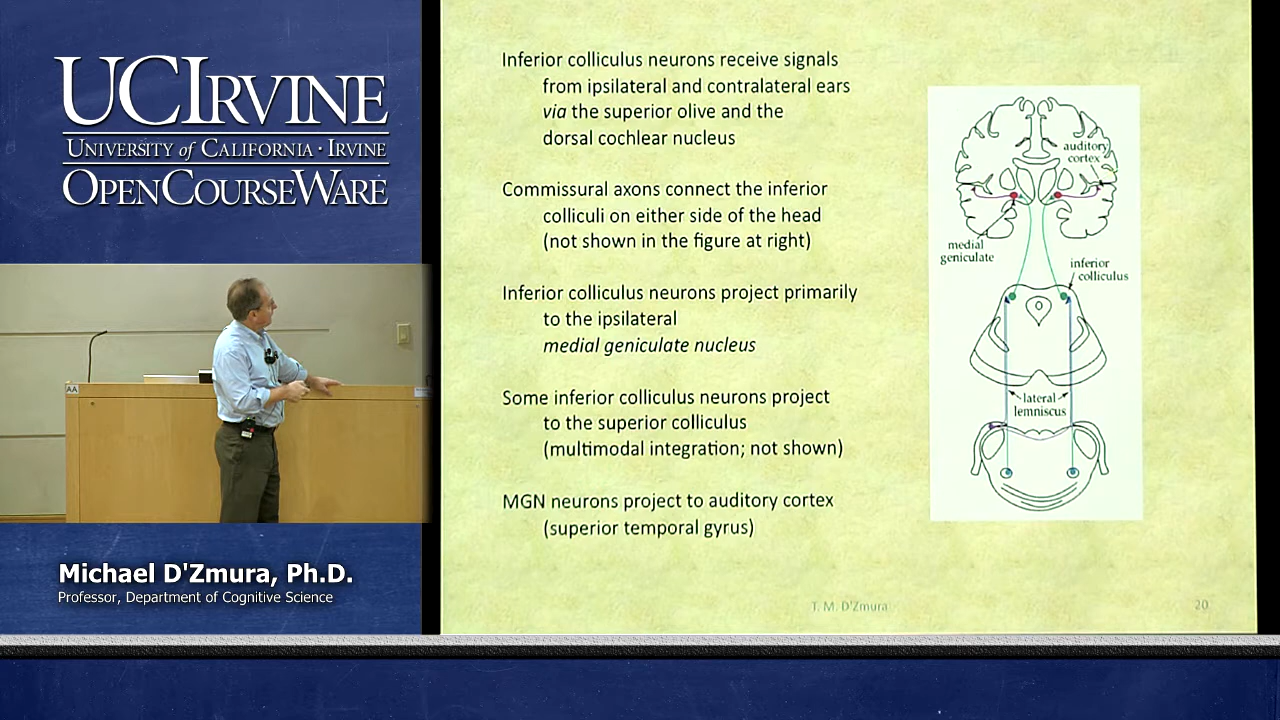 UCIRVINE
UNIVERSITY of CALIFORNIA · IRVINE
OPENCOURSEWARE
AA
Michael D'Zmura, Ph.D.
Professor, Department of Cognitive Science
Inferior colliculus neurons receive signals
from ipsilateral and contralateral ears
via the superior olive and the
dorsal cochlear nucleus
Commissural axons connect the inferior
colliculi on either side of the head
(not shown in the figure at right)
Inferior colliculus neurons project primarily
to the ipsilateral
medial geniculate nucleus
Some inferior colliculus neurons project
to the superior colliculus
(multimodal integration; not shown)
MGN neurons project to auditory cortex
(superior temporal gyrus)
auditory
cortex
medial
geniculate
inferior
colliculus
lateral
lemniscus
T. M. D'Zmura
20